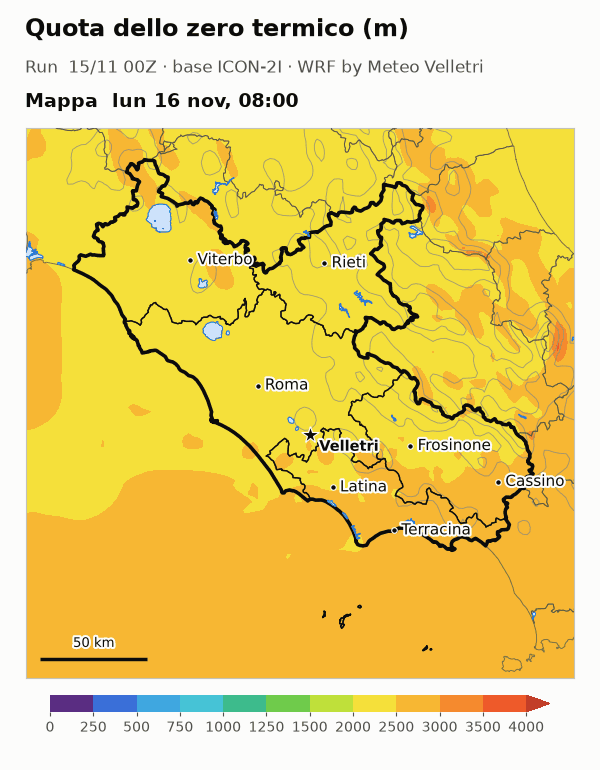 Quota dello zero termico (m)
Run 15/11 00Z · base ICON-2I · WRF by Meteo Velletri
Mappa lun 16 nov, 08:00
Viterbo
Rieti
Roma
Velletri
Frosinone
Latina
Cassino
Terracina
50 km
0 250 500 750 1000 1250 1500 2000 2500 3000 3500 4000